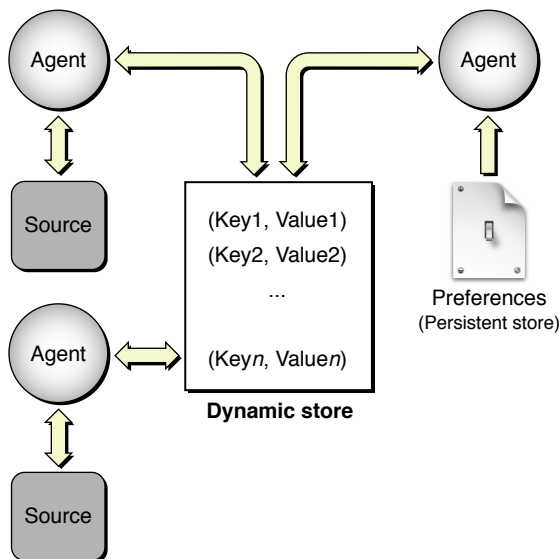 Agent
Agent
Source
(Key1, Value1)
(Key2, Value2)
...
(Keyn, Valuen)
Dynamic store
Preferences
(Persistent store)
Agent
Source